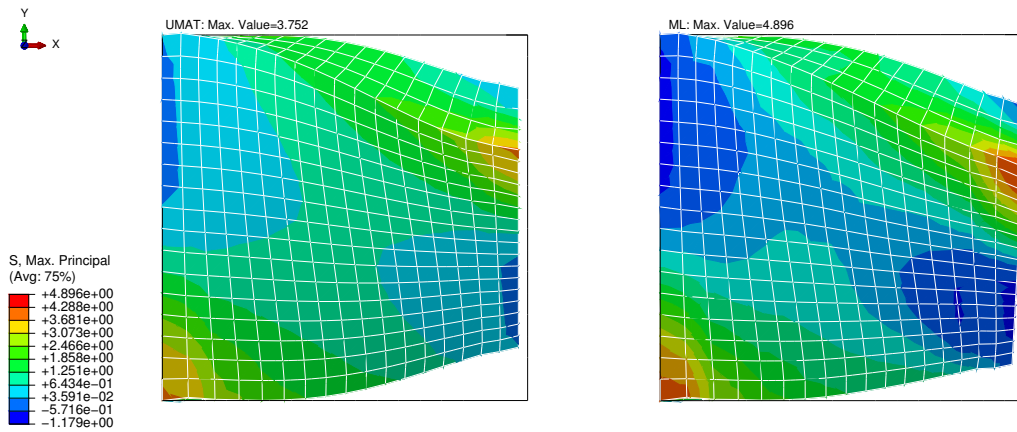 Y
X
UMAT: Max. Value=3.752
ML: Max. Value=4.896
S, Max. Principal
(Avg: 75%)
+4.896e+00
+4.288e+00
+3.681e+00
+3.073e+00
+2.466e+00
+1.858e+00
+1.251e+00
+6.434e−01
+3.591e−02
−5.716e−01
−1.179e+00